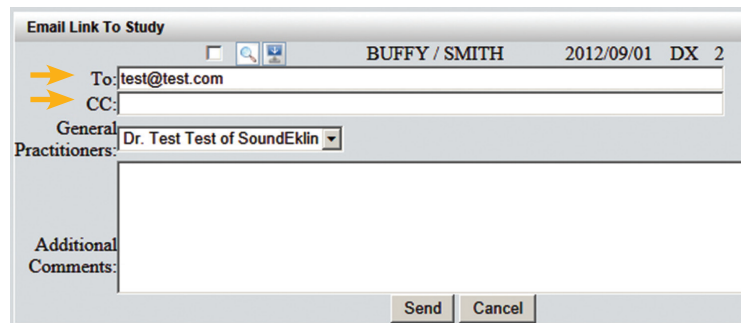 Email Link To Study
BUFFY / SMITH 2012/09/01 DX 2
To: test@test.com
CC:
General
Practitioners: Dr. Test Test of SoundEklin
Additional
Comments:
Send Cancel